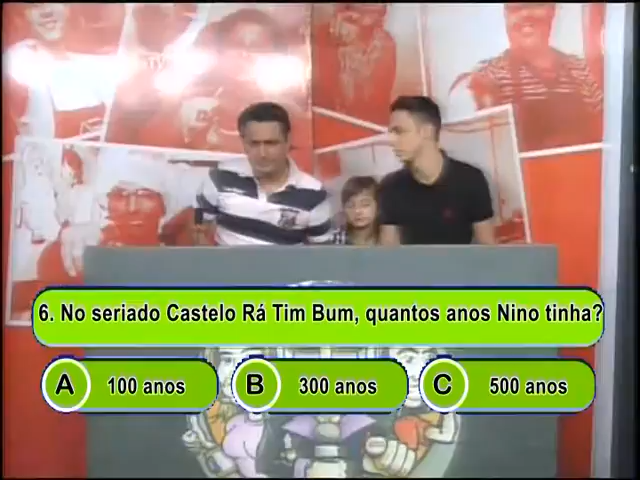 6. No seriado Castelo Rá Tim Bum, quantos anos Nino tinha?
A 100 anos
B 300 anos
C 500 anos